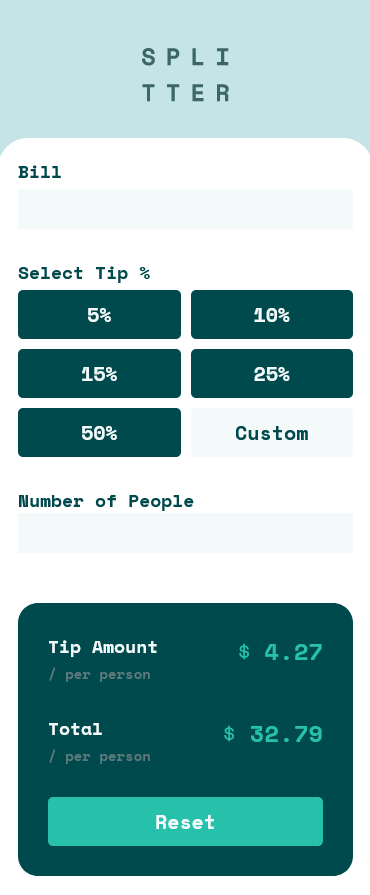 SPLI
TTER
Bill
Select Tip %
5%
10%
15%
25%
50%
Custom
Number of People
Tip Amount
$ 4.27
/ per person
Total
$ 32.79
/ per person
Reset